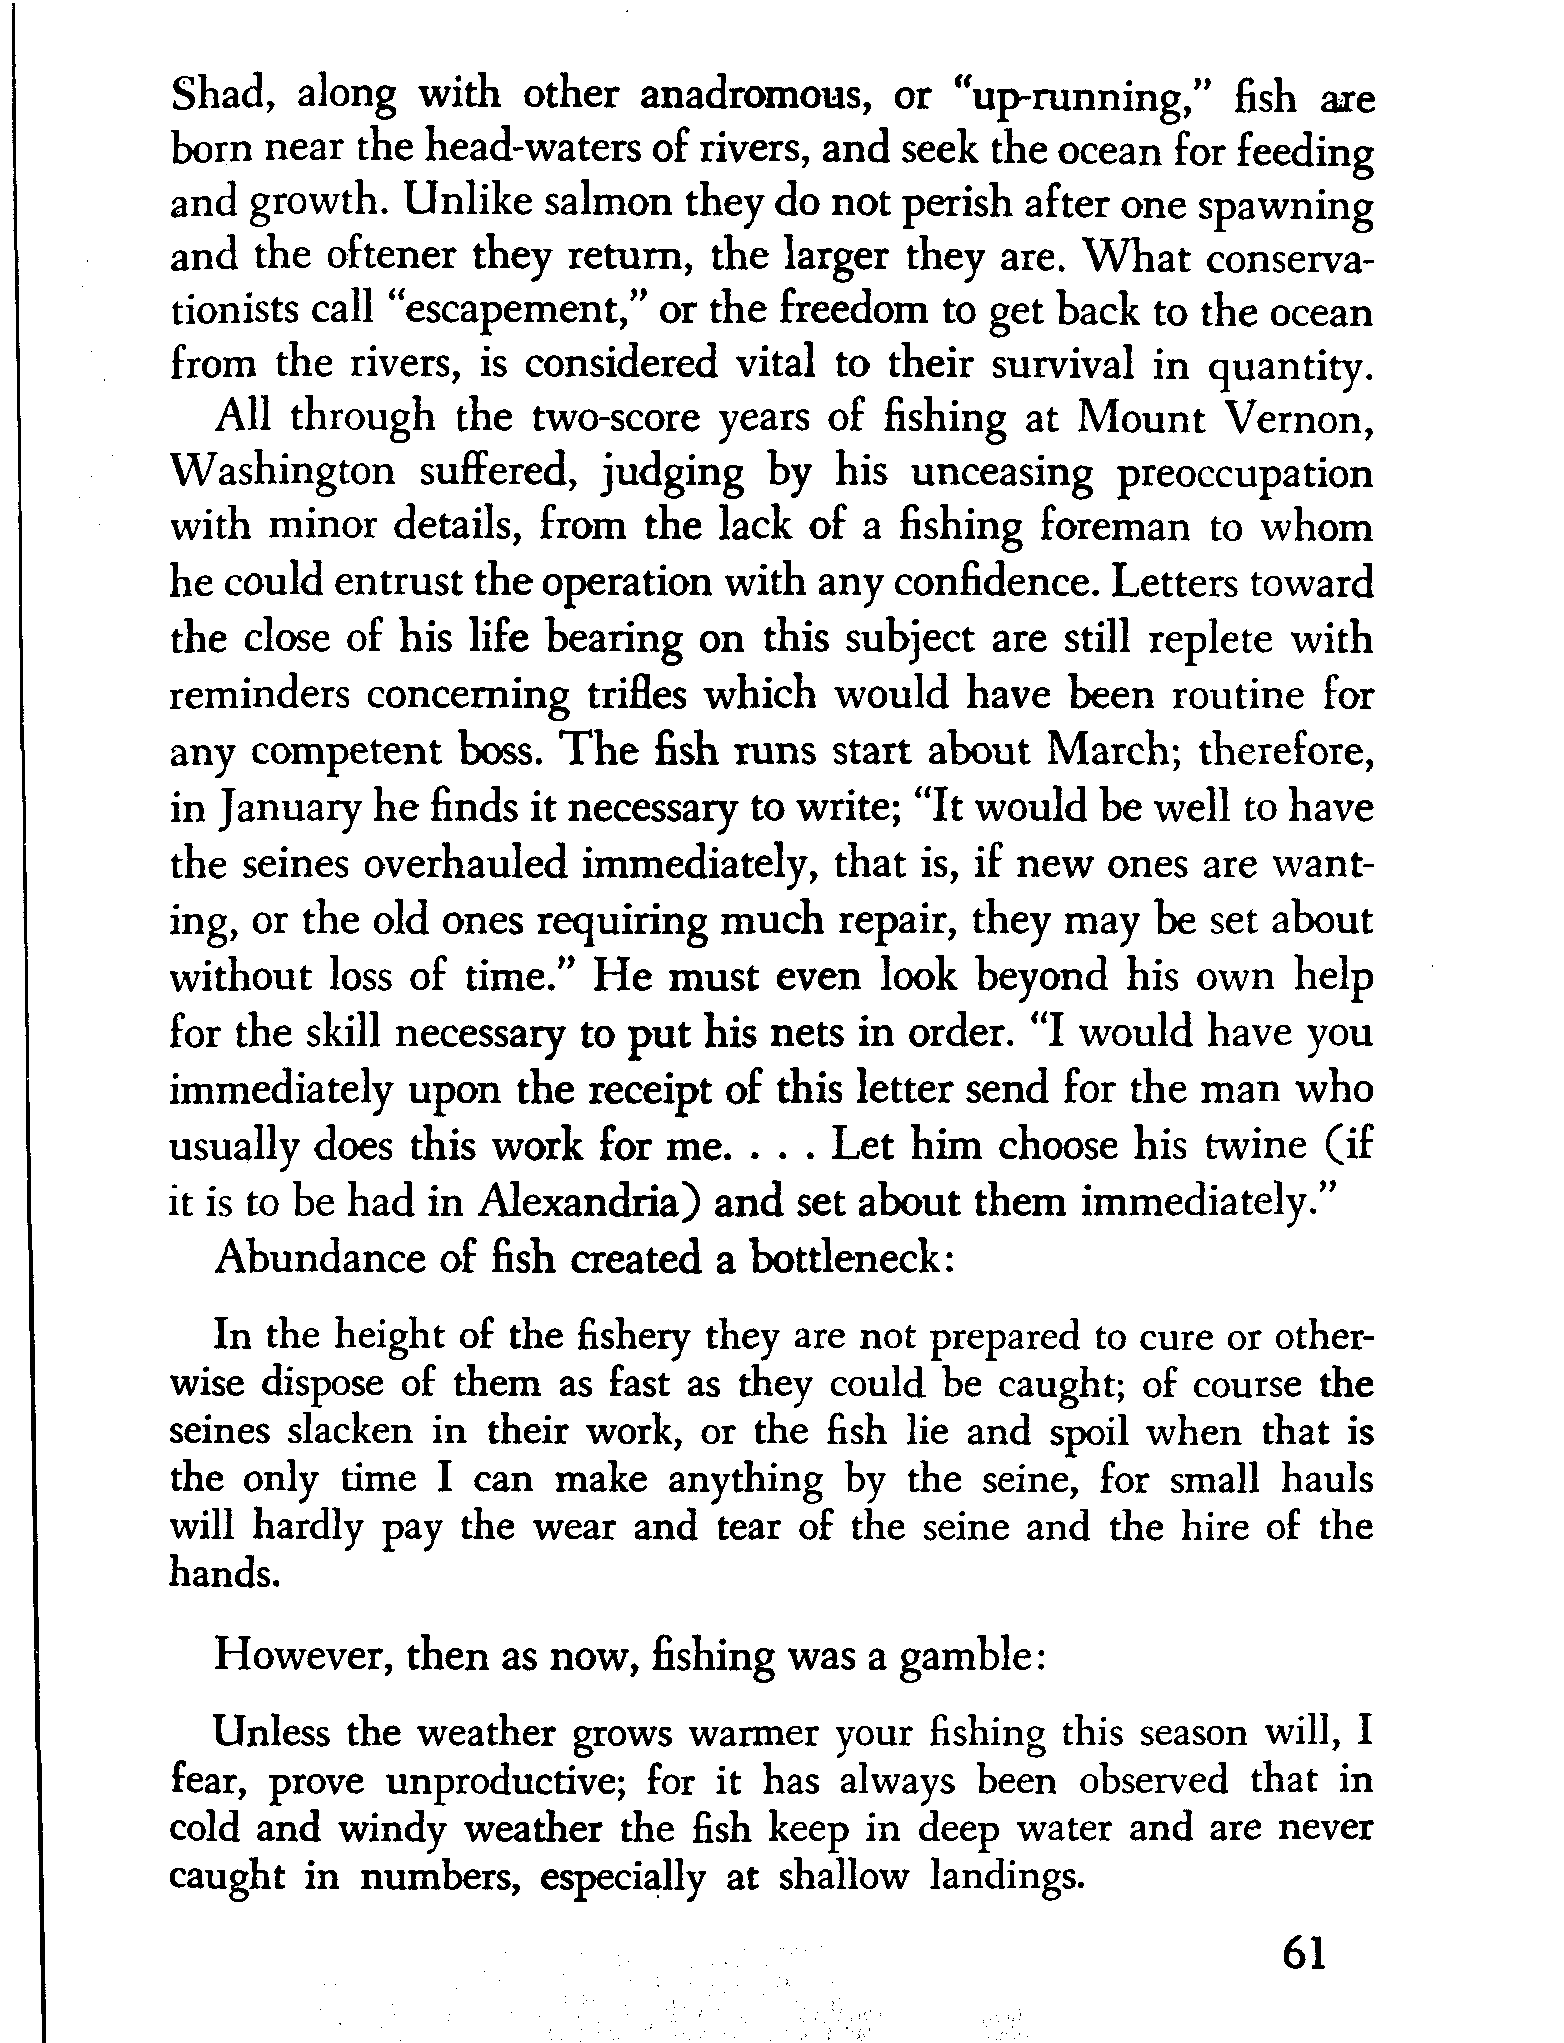 Shad, along with other anadromous, or “up-running,” fish are
born near the head-waters of rivers, and seek the ocean for feeding
and growth. Unlike salmon they do not perish after one spawning
and the oftener they return, the larger they are. What conserva-
tionists call “escapement,” or the freedom to get back to the ocean
from the rivers, is considered vital to their survival in quantity.
All through the two-score years of fishing at Mount Vernon,
Washington suffered, judging by his unceasing preoccupation
with minor details, from the lack of a fishing foreman to whom
he could entrust the operation with any confidence. Letters toward
the close of his life bearing on this subject are still replete with
reminders concerning trifles which would have been routine for
any competent boss. The fish runs start about March; therefore,
in January he finds it necessary to write; “It would be well to have
the seines overhauled immediately, that is, if new ones are want-
ing, or the old ones requiring much repair, they may be set about
without loss of time.” He must even look beyond his own help
for the skill necessary to put his nets in order. “I would have you
immediately upon the receipt of this letter send for the man who
usually does this work for me. . . . Let him choose his twine (if
it is to be had in Alexandria) and set about them immediately.”
Abundance of fish created a bottleneck:
In the height of the fishery they are not prepared to cure or other-
wise dispose of them as fast as they could be caught; of course the
seines slacken in their work, or the fish lie and spoil when that is
the only time I can make anything by the seine, for small hauls
will hardly pay the wear and tear of the seine and the hire of the
hands.
However, then as now, fishing was a gamble:
Unless the weather grows warmer your fishing this season will, I
fear, prove unproductive; for it has always been observed that in
cold and windy weather the fish keep in deep water and are never
caught in numbers, especially at shallow landings.
61